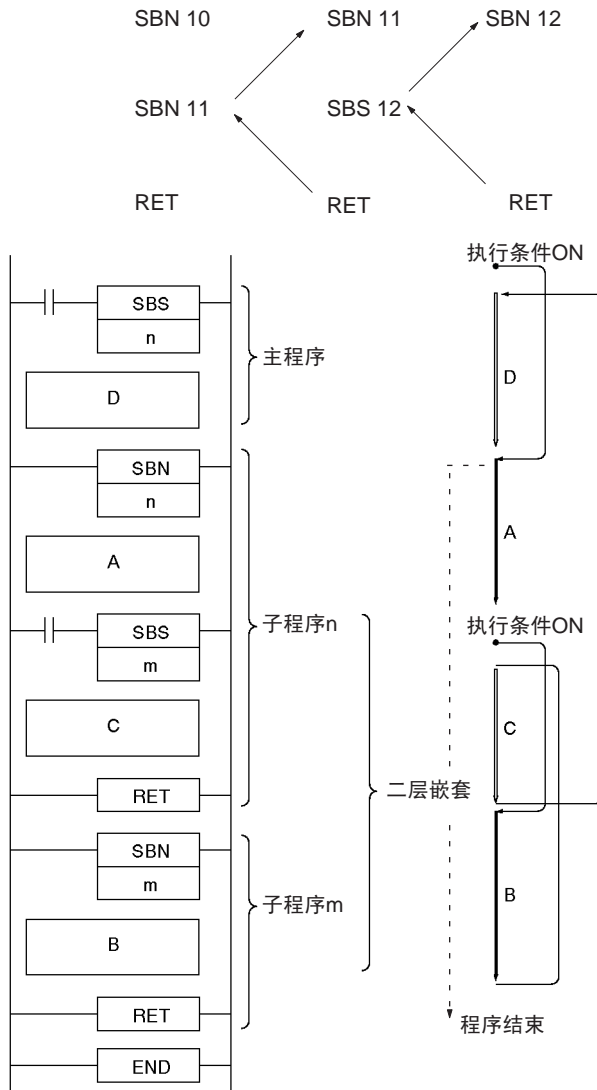 SBN 10 SBN 11 SBN 12
SBN 11 SBS 12
RET RET RET
执行条件ON
SBS
n
主程序
D
D
SBN
n
A
A
子程序n
SBS
m
执行条件ON
C
C
RET
二层嵌套
SBN
m
子程序m
B
B
RET
程序结束
END